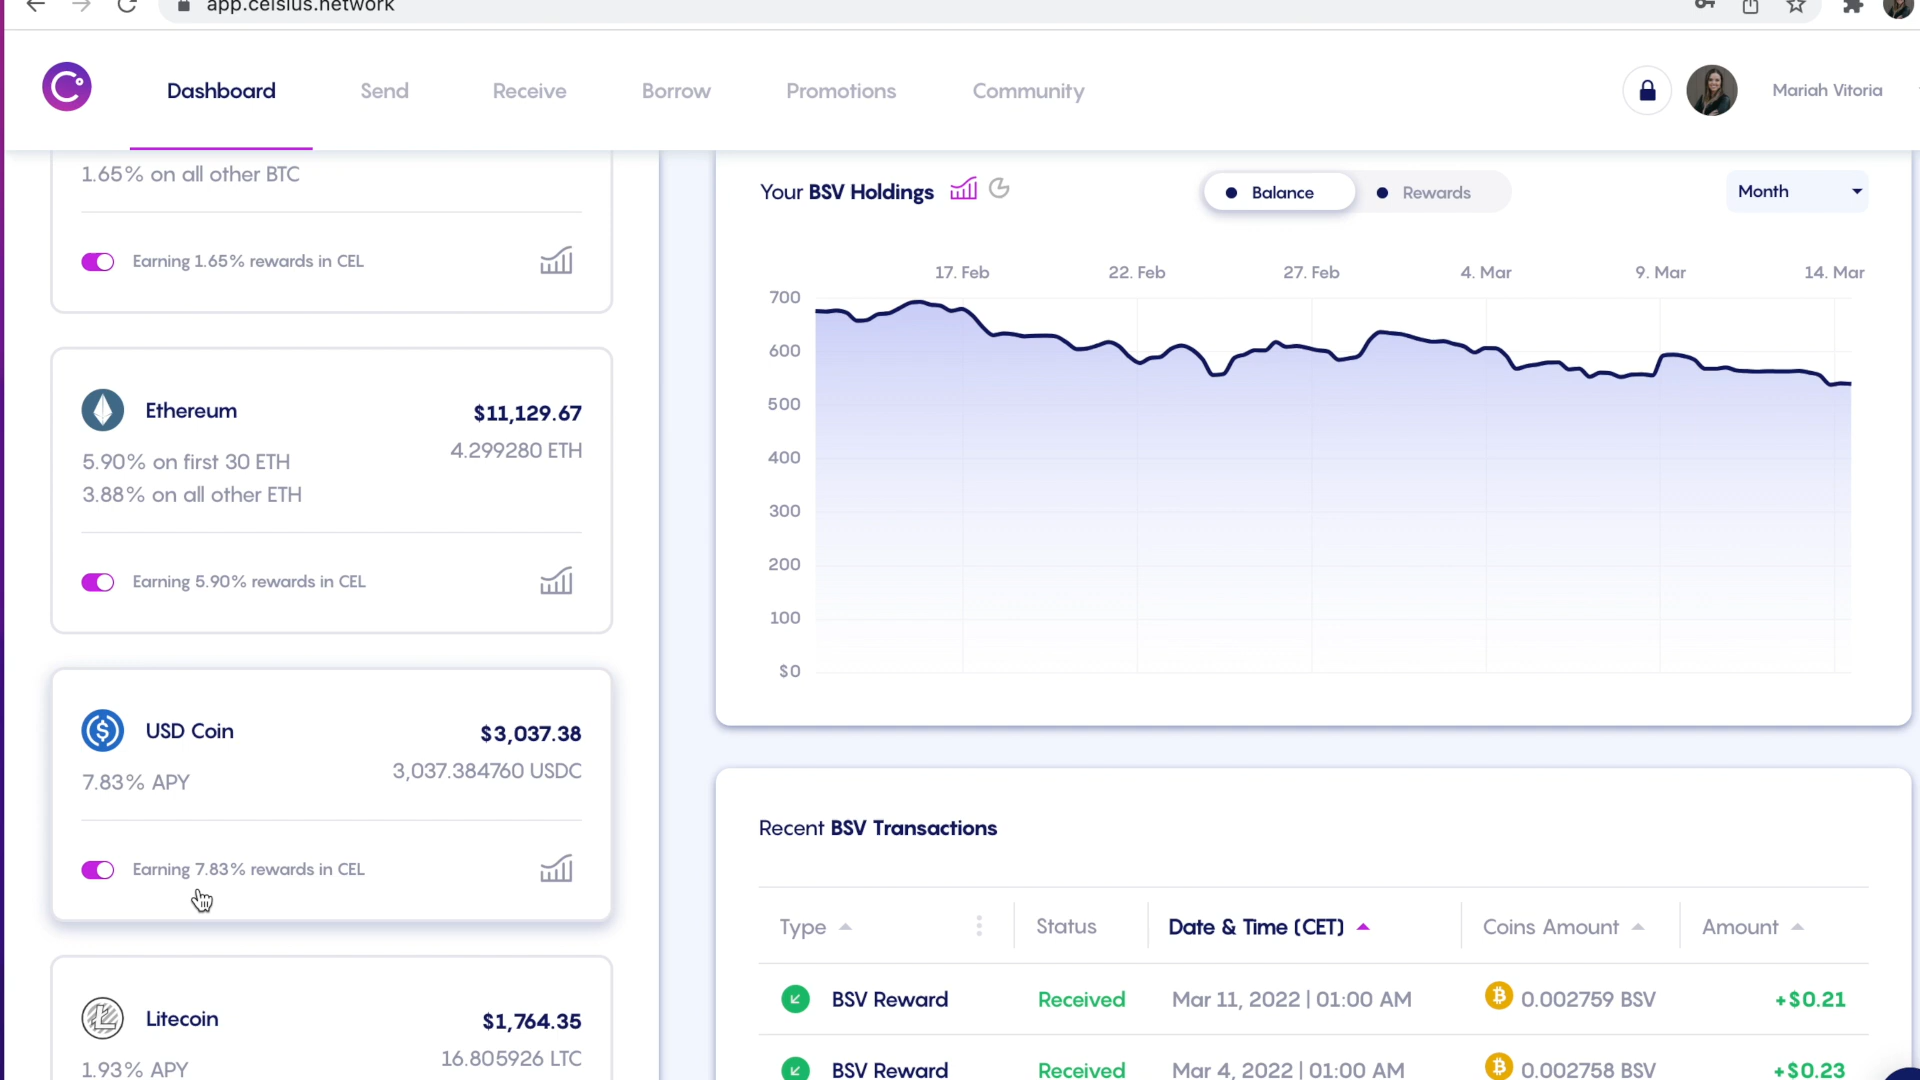 app.celsius.network
Dashboard
Send
Receive
Borrow
Promotions
Community
Mariah Vitoria
1.65% on all other BTC
Earning 1.65% rewards in CEL
Ethereum
$11,129.67
4.299280 ETH
5.90% on first 30 ETH
3.88% on all other ETH
Earning 5.90% rewards in CEL
USD Coin
$3,037.38
3,037.384760 USDC
7.83% APY
Earning 7.83% rewards in CEL
Litecoin
$1,764.35
16.805926 LTC
1.93% APY
Your BSV Holdings
Balance
Rewards
Month
17. Feb
22. Feb
27. Feb
4. Mar
9. Mar
14. Mar
700
600
500
400
300
200
100
$0
Recent BSV Transactions
Type
Status
Date & Time (CET)
Coins Amount
Amount
BSV Reward
Received
Mar 11, 2022 | 01:00 AM
0.002759 BSV
+$0.21
BSV Reward
Received
Mar 4, 2022 | 01:00 AM
0.002758 BSV
+$0.23